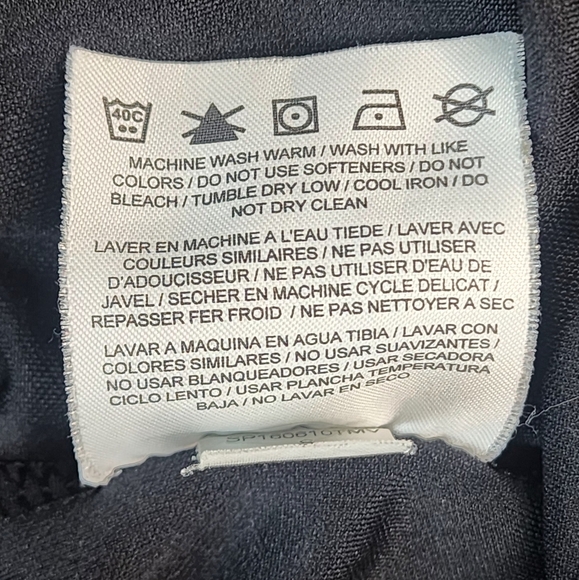 40C
MACHINE WASH WARM / WASH WITH LIKE
COLORS / DO NOT USE SOFTENERS / DO NOT
BLEACH / TUMBLE DRY LOW / COOL IRON / DO
NOT DRY CLEAN
LAVER EN MACHINE A L'EAU TIEDE / LAVER AVEC
COULEURS SIMILAIRES / NE PAS UTILISER
D'ADOUCISSEUR / NE PAS UTILISER D'EAU DE
JAVEL / SECHER EN MACHINE CYCLE DELICAT /
REPASSER FER FROID / NE PAS NETTOYER A SEC
LAVAR A MAQUINA EN AGUA TIBIA / LAVAR CON
COLORES SIMILARES / NO USAR SUAVIZANTES /
NO USAR BLANQUEADORES / USAR SECADORA
CICLO LENTO / USAR PLANCHA TEMPERATURA
BAJA / NO LAVAR EN SECO